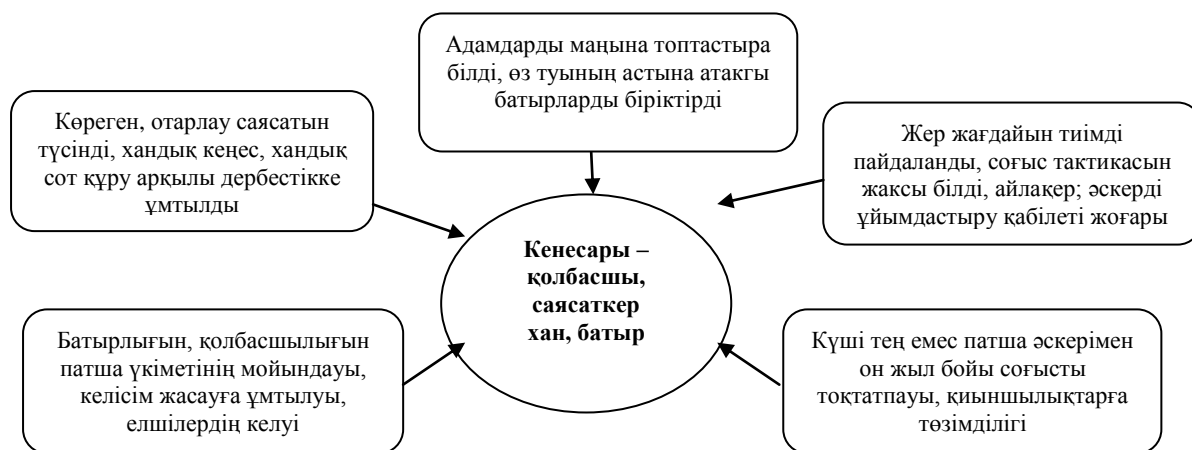 Адамдарды маңына топтастыра
білді, өз туының астына атакгы
батырларды біріктірді
Көреген, отарлау саясатын
түсінді, хандық кеңес, хандық
сот құру арқылы дербестікке
ұмтылды
Жер жағдайын тиімді
пайдаланды, соғыс тактикасын
жаксы білді, айлақер; әскерді
ұйымдастыру қабілеті жоғары
Кенесары –
қолбасшы,
саясаткер
хан, батыр
Батырлығын, қолбасшылығын
патша үкіметінің мойындауы,
келісім жасауға ұмтылуы,
елшілердің келуі
Күші тең емес патша әскерімен
он жыл бойы соғысты
тоқтатпауы, қиыншылықтарға
төзімділігі